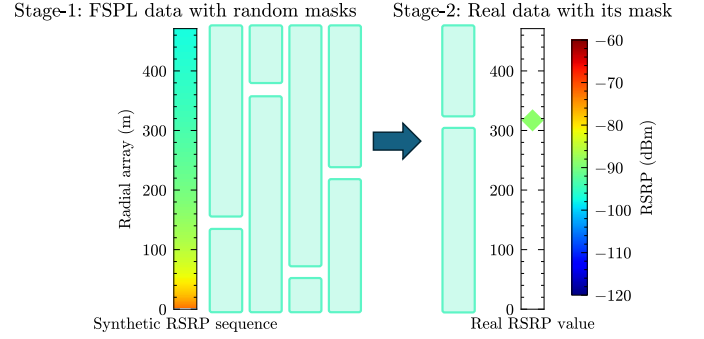 Stage-1: FSPL data with random masks
Stage-2: Real data with its mask
400
300
200
100
0
Radial array (m)
Synthetic RSRP sequence
400
300
200
100
0
Real RSRP value
−60
−70
−80
−90
−100
−110
−120
RSRP (dBm)